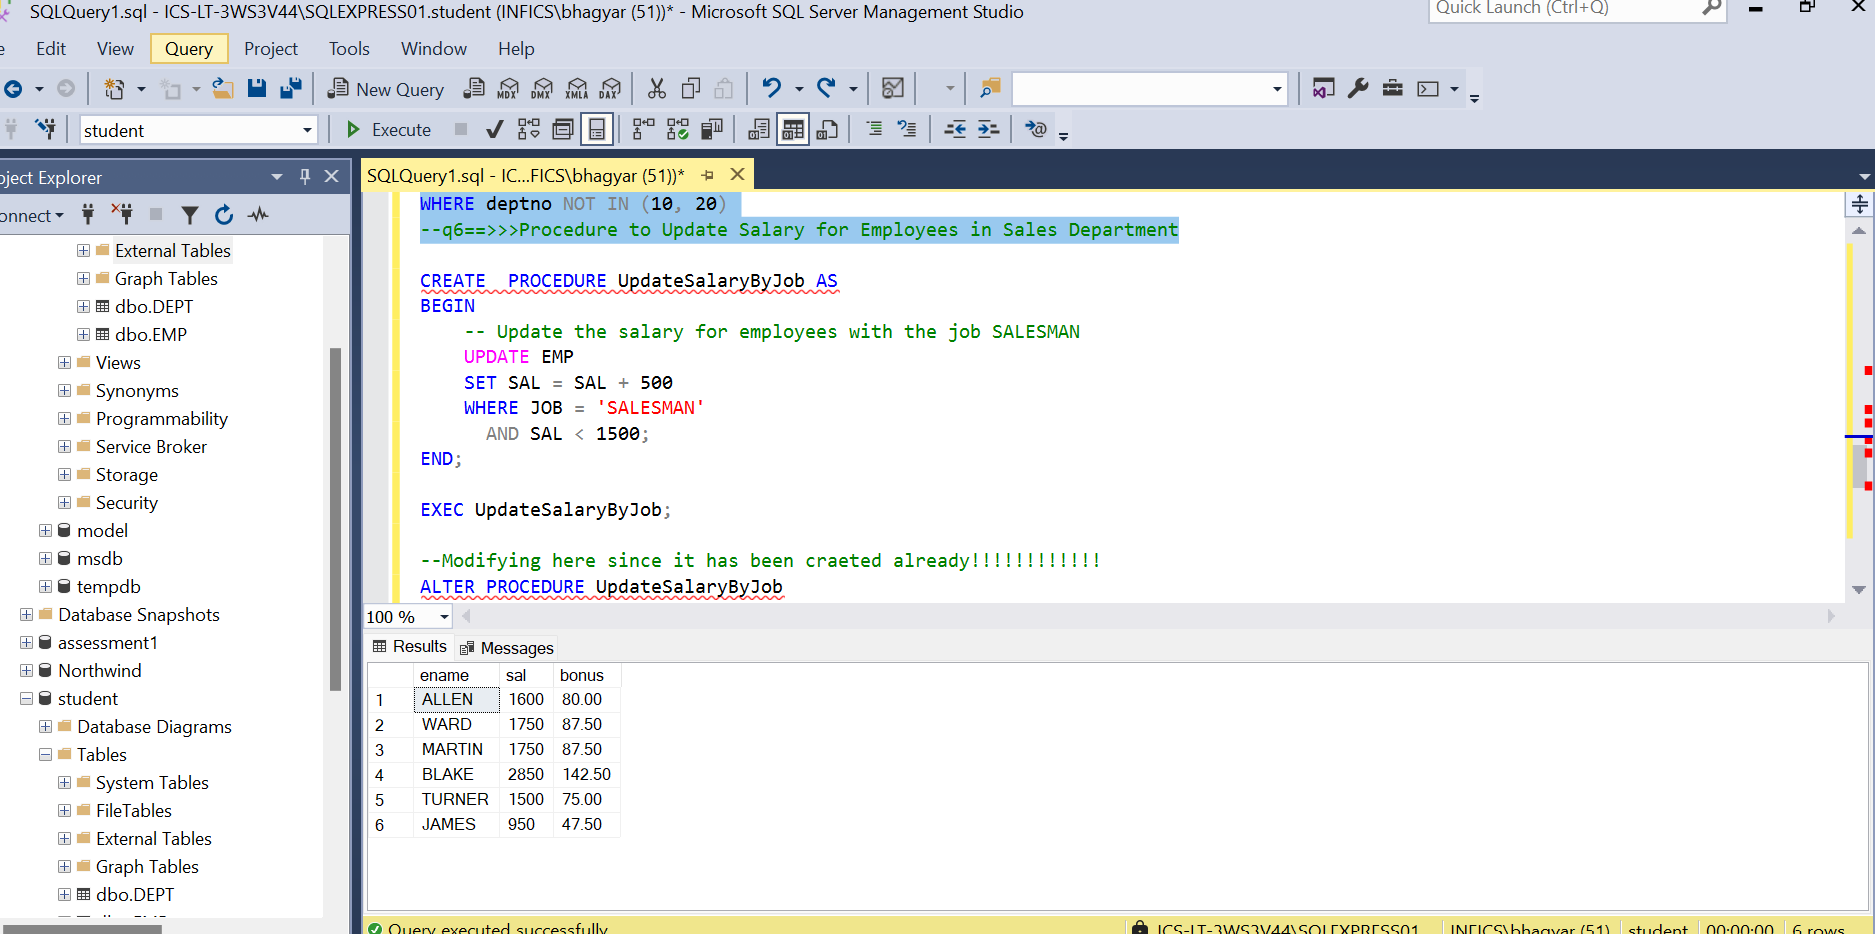 SQLQuery1.sql - ICS-LT-3WS3V44\SQLEXPRESS01.student (INFICS\bhagyar (51))* - Microsoft SQL Server Management Studio
Quick Launch (Ctrl+Q)
Edit View Query Project Tools Window Help
New Query MDX DMX XMLA DAX
student Execute
ject Explorer
onnect
External Tables
Graph Tables
dbo.DEPT
dbo.EMP
Views
Synonyms
Programmability
Service Broker
Storage
Security
model
msdb
tempdb
Database Snapshots
assessment1
Northwind
student
Database Diagrams
Tables
System Tables
FileTables
External Tables
Graph Tables
dbo.DEPT
SQLQuery1.sql - IC...FICS\bhagyar (51))*
WHERE deptno NOT IN (10, 20)
--q6==>>>Procedure to Update Salary for Employees in Sales Department
CREATE  PROCEDURE UpdateSalaryByJob AS
BEGIN
-- Update the salary for employees with the job SALESMAN
UPDATE EMP
SET SAL = SAL + 500
WHERE JOB = 'SALESMAN'
AND SAL < 1500;
END;
EXEC UpdateSalaryByJob;
--Modifying here since it has been craeted already!!!!!!!!!!!!
ALTER PROCEDURE UpdateSalaryByJob
100 %
Results Messages
ename sal bonus
1 ALLEN 1600 80.00
2 WARD 1750 87.50
3 MARTIN 1750 87.50
4 BLAKE 2850 142.50
5 TURNER 1500 75.00
6 JAMES 950 47.50
Query executed successfully ICS-LT-3WS3V44\SQLEXPRESS01 INFICS\bhagyar (51) student 00:00:00 6 rows